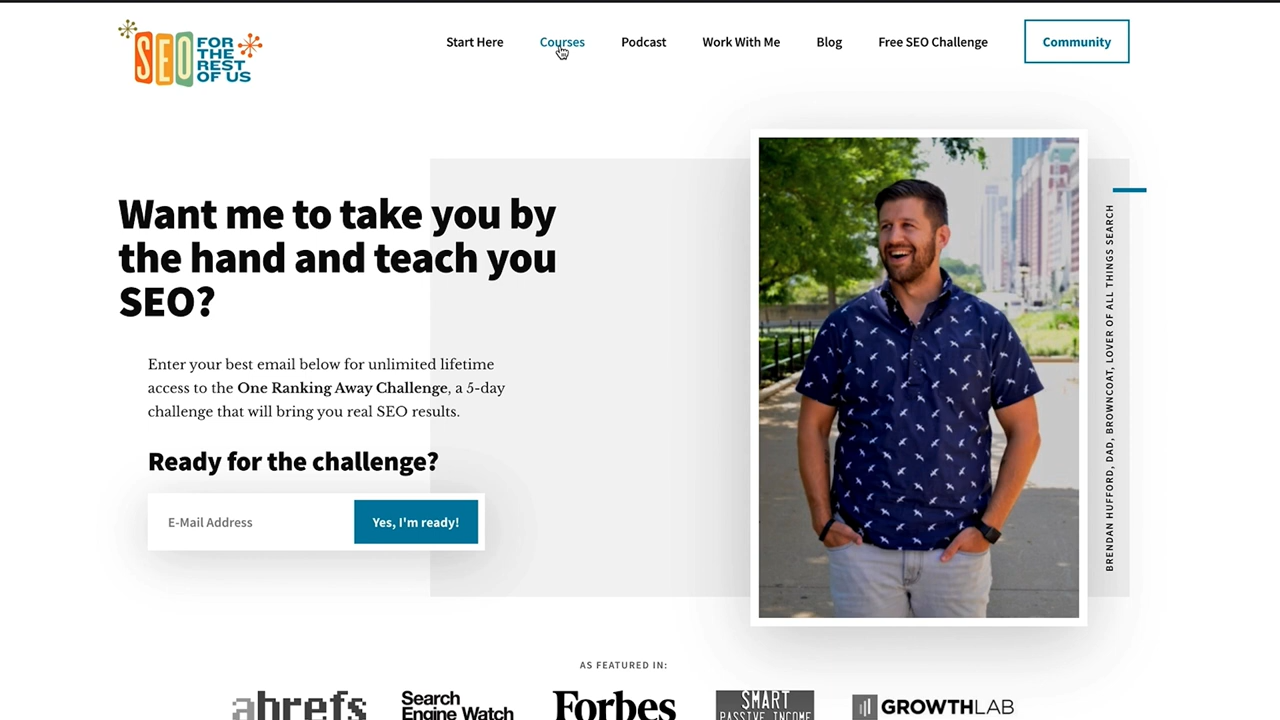 SEO FOR
THE
REST
OF US
Start Here
Courses
Podcast
Work With Me
Blog
Free SEO Challenge
Community
Want me to take you by
the hand and teach you
SEO?
Enter your best email below for unlimited lifetime
access to the One Ranking Away Challenge, a 5-day
challenge that will bring you real SEO results.
Ready for the challenge?
E-Mail Address
Yes, I'm ready!
BRENDAN HUFFORD, DAD, BROWNCOAT, LOVER OF ALL THINGS SEARCH
AS FEATURED IN:
ahrefs
Search
Engine Watch
Forbes
SMART
PASSIVE INCOME
GROWTHLAB